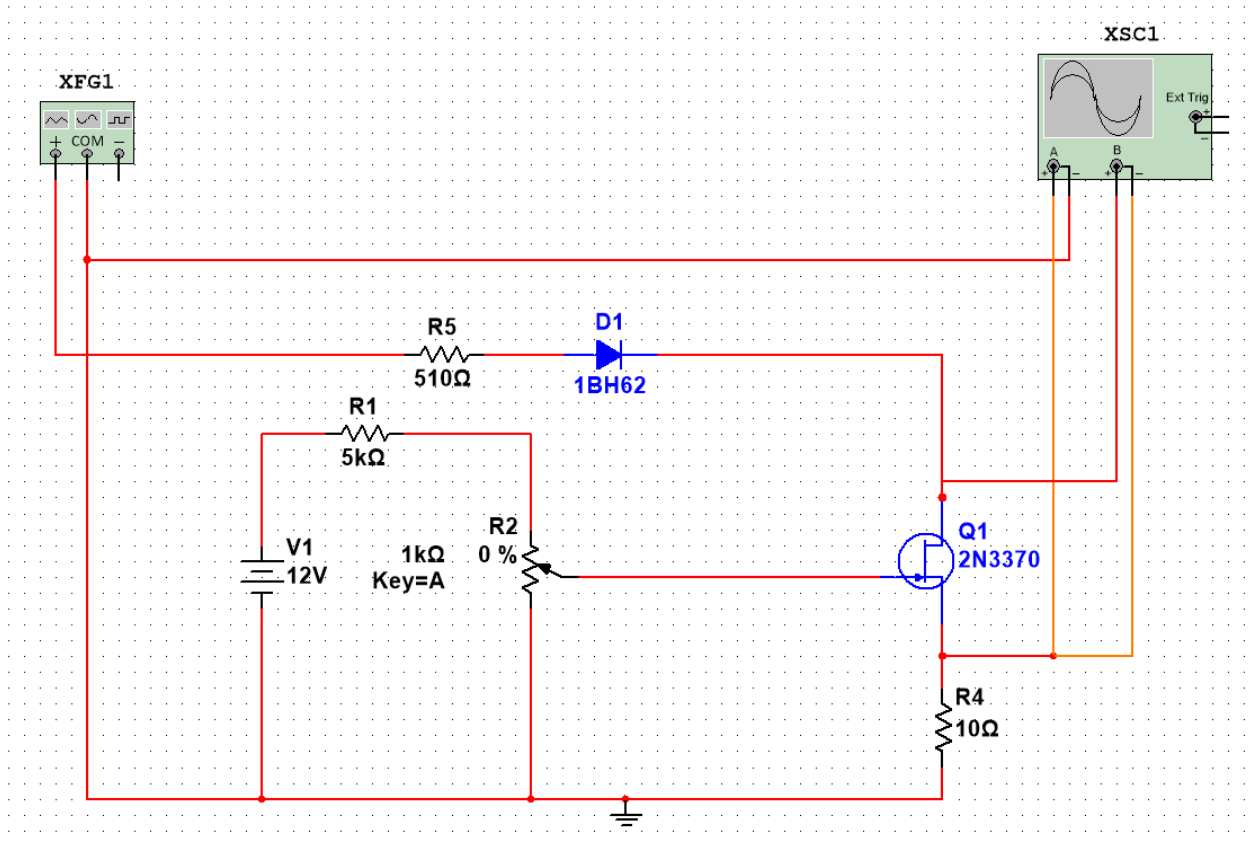 XSC1
XFG1
Ext Trig
+
−
+ COM −
A
B
+ − + −
R5
510Ω
D1
1BH62
R1
5kΩ
V1
12V
R2
1kΩ 0 %
Key=A
Q1
2N3370
R4
10Ω